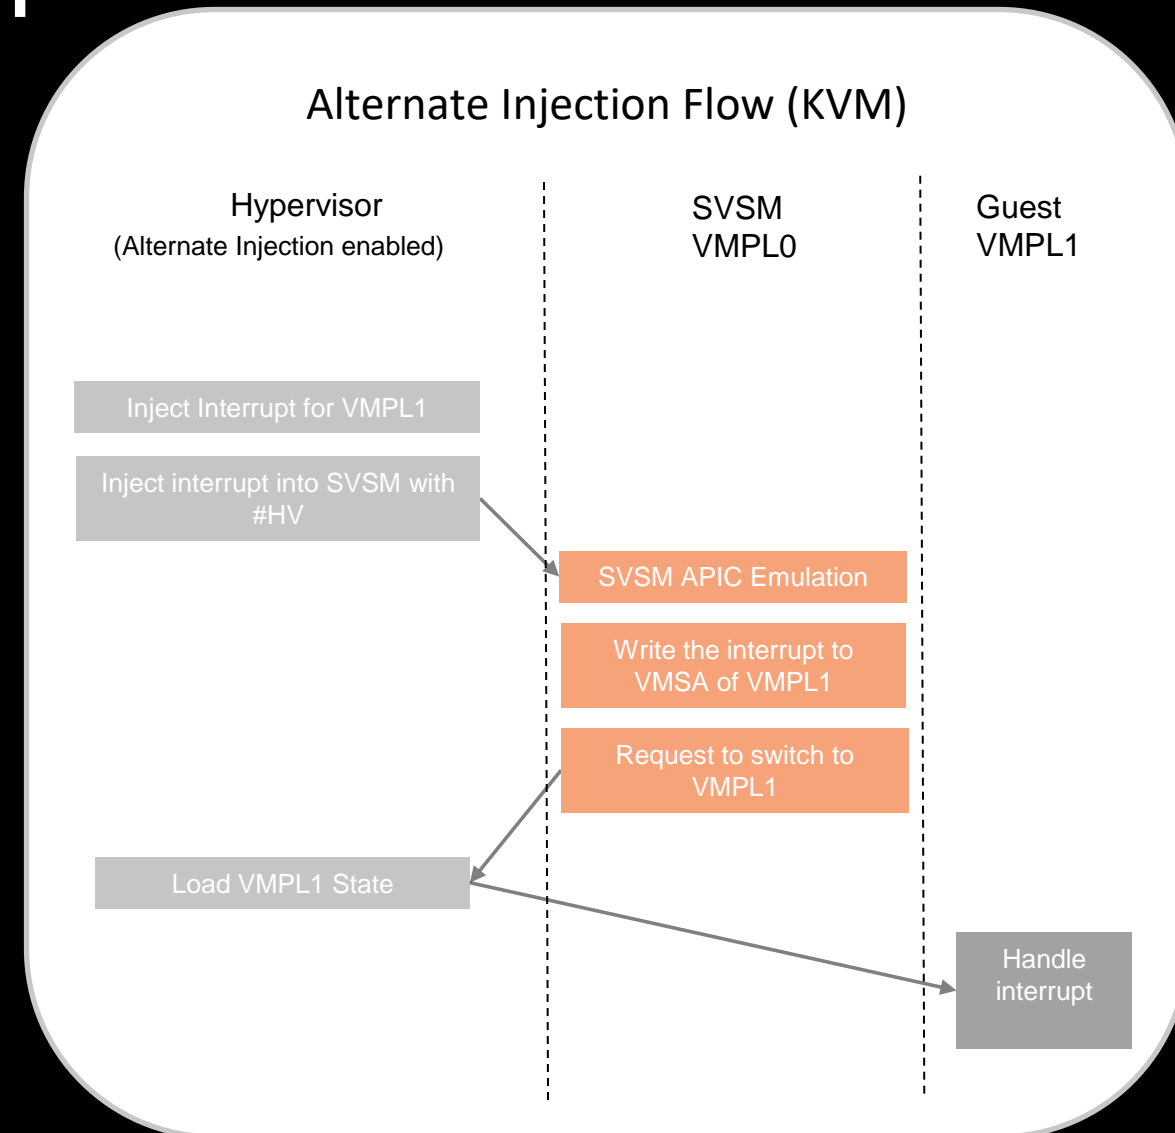 Alternate Injection Flow (KVM)
Hypervisor
(Alternate Injection enabled)
SVSM
VMPL0
Guest
VMPL1
Inject Interrupt for VMPL1
Inject interrupt into SVSM with
#HV
SVSM APIC Emulation
Write the interrupt to
VMSA of VMPL1
Request to switch to
VMPL1
Load VMPL1 State
Handle
interrupt